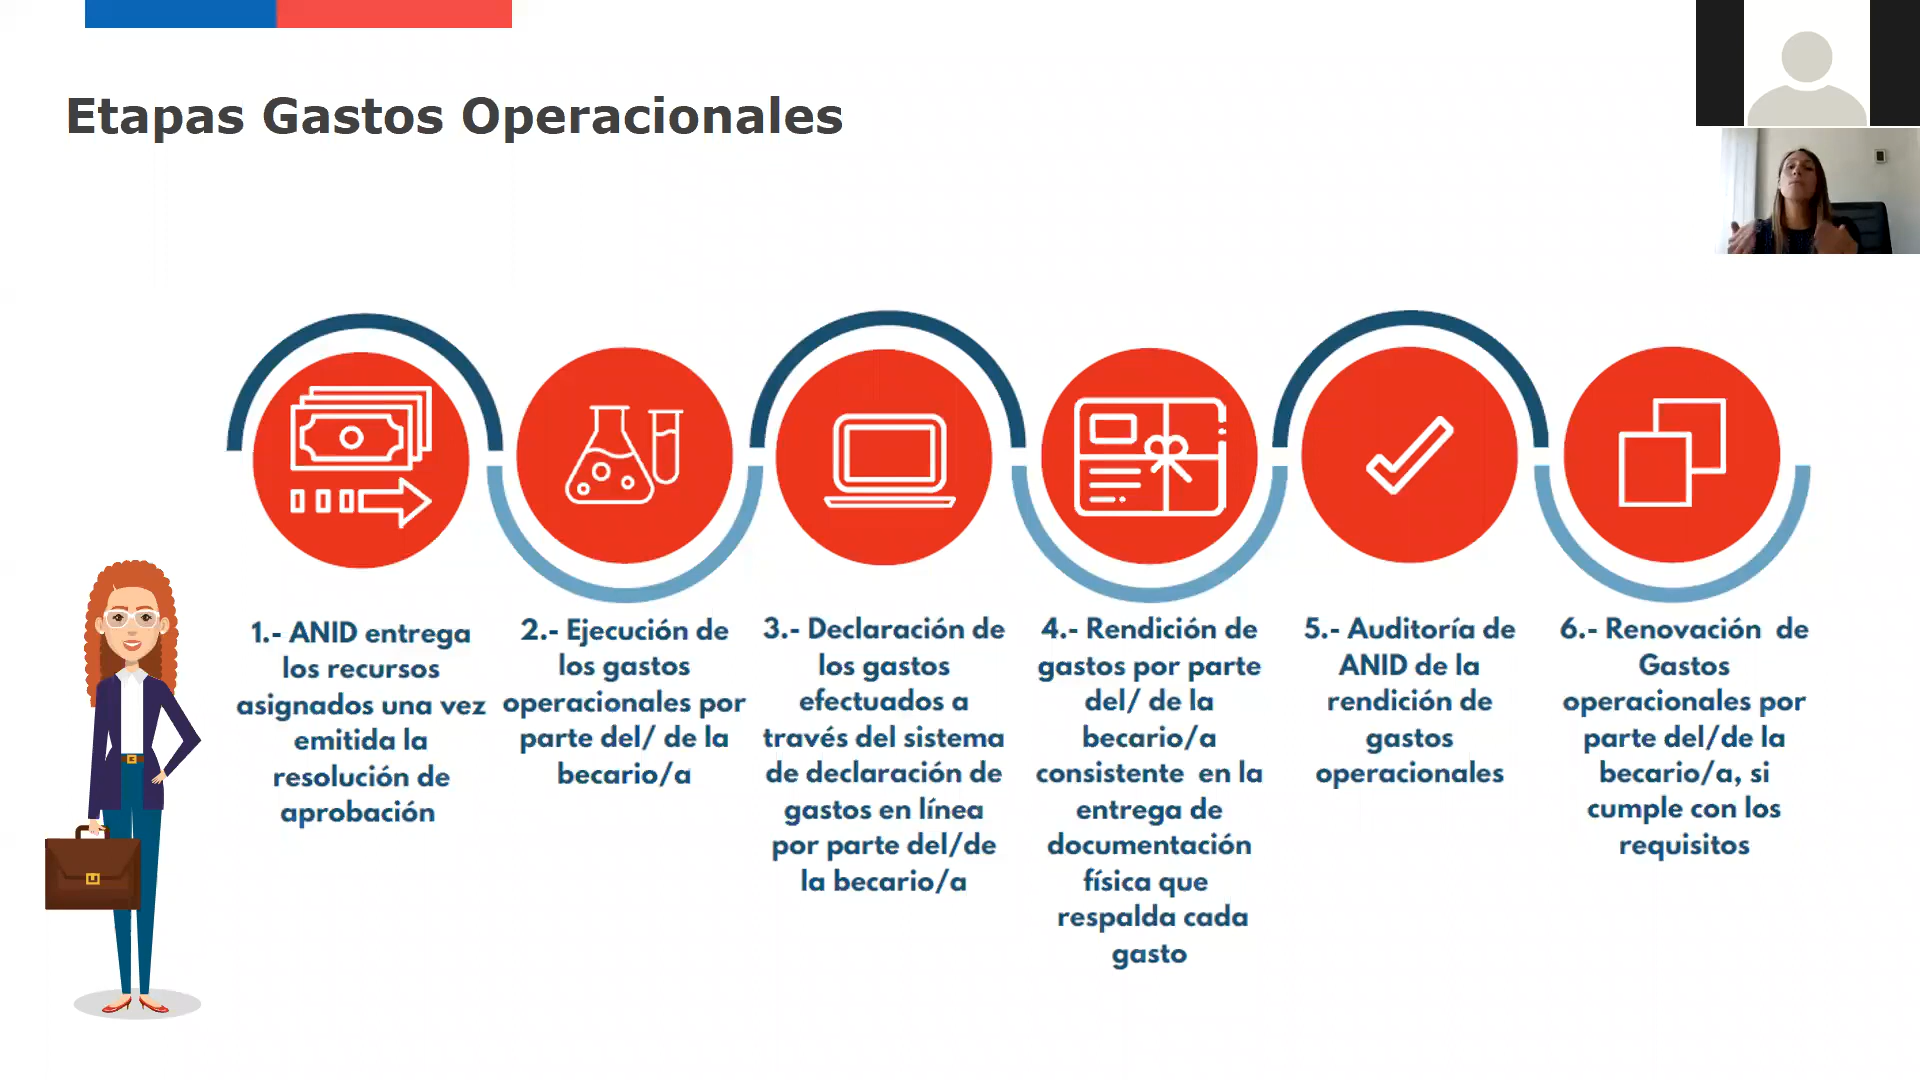 Etapas Gastos Operacionales
1.- ANID entrega
los recursos
asignados una vez
emitida la
resolución de
aprobación
2.- Ejecución de
los gastos
operacionales por
parte del/ de la
becario/a
3.- Declaración de
los gastos
efectuados a
través del sistema
de declaración de
gastos en línea
por parte del/de
la becario/a
4.- Rendición de
gastos por parte
del/ de la
becario/a
consistente en la
entrega de
documentación
física que
respalda cada
gasto
5.- Auditoría de
ANID de la
rendición de
gastos
operacionales
6.- Renovación de
Gastos
operacionales por
parte del/de la
becario/a, si
cumple con los
requisitos